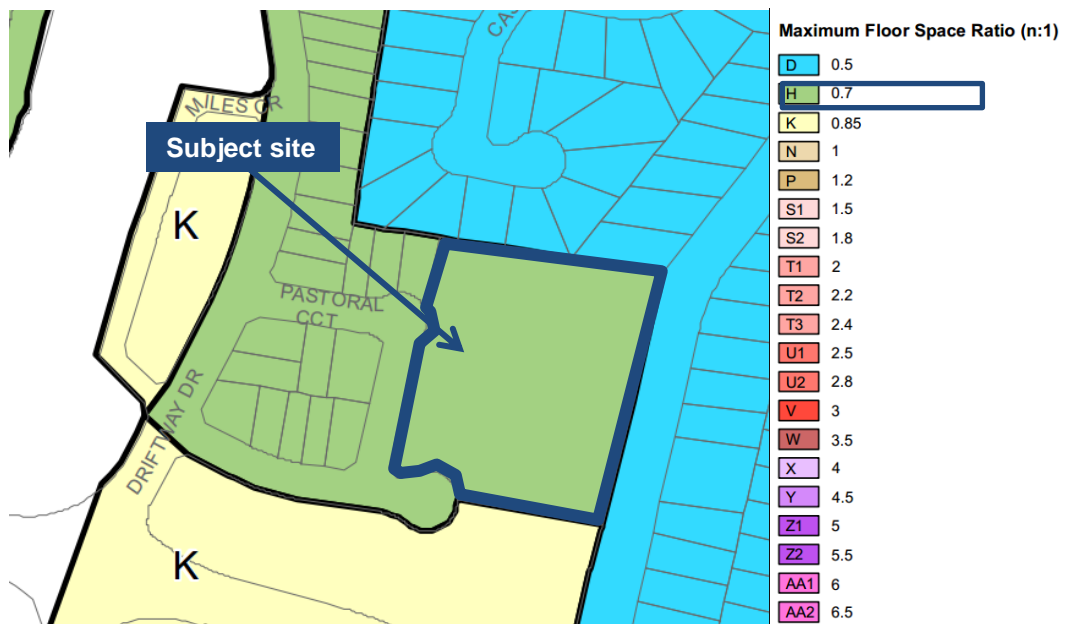 CAS
MILES CR
Subject site
K
PASTORAL
CCT
DRIFTWAY DR
K
Maximum Floor Space Ratio (n:1)
D 0.5
H 0.7
K 0.85
N 1
P 1.2
S1 1.5
S2 1.8
T1 2
T2 2.2
T3 2.4
U1 2.5
U2 2.8
V 3
W 3.5
X 4
Y 4.5
Z1 5
Z2 5.5
AA1 6
AA2 6.5